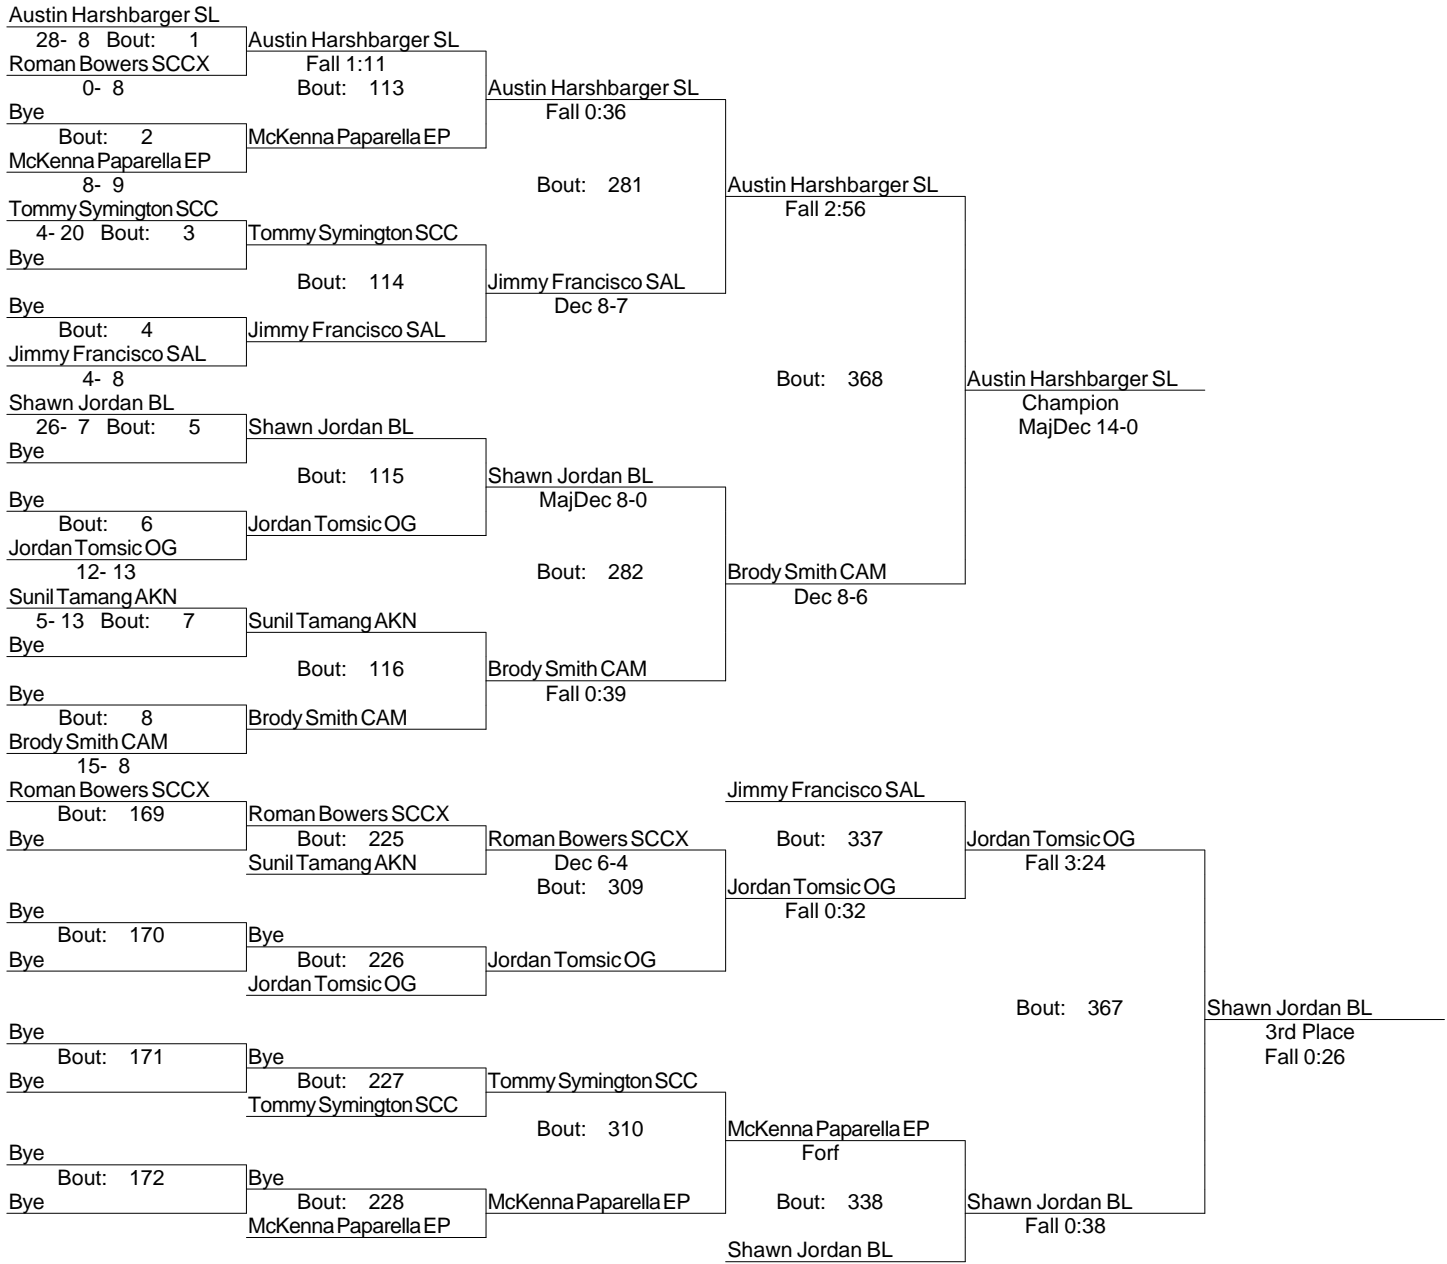 Austin Harshbarger SL
28- 8 Bout: 1 Austin Harshbarger SL
Roman Bowers SCCX Fall 1:11
0- 8 Bout: 113 Austin Harshbarger SL
Bye Fall 0:36
Bout: 2 McKenna Paparella EP
McKenna Paparella EP
8- 9 Bout: 281 Austin Harshbarger SL
Tommy Symington SCC Fall 2:56
4- 20 Bout: 3 Tommy Symington SCC
Bye
Bout: 114 Jimmy Francisco SAL
Bye Dec 8-7
Bout: 4 Jimmy Francisco SAL
Jimmy Francisco SAL
4- 8 Bout: 368 Austin Harshbarger SL
Shawn Jordan BL Champion
26- 7 Bout: 5 Shawn Jordan BL MajDec 14-0
Bye
Bout: 115 Shawn Jordan BL
Bye MajDec 8-0
Bout: 6 Jordan Tomsic OG
Jordan Tomsic OG
12- 13 Bout: 282 Brody Smith CAM
Sunil Tamang AKN Dec 8-6
5- 13 Bout: 7 Sunil Tamang AKN
Bye
Bout: 116 Brody Smith CAM
Bye Fall 0:39
Bout: 8 Brody Smith CAM
Brody Smith CAM
15- 8
Roman Bowers SCCX Jimmy Francisco SAL
Bout: 169 Roman Bowers SCCX
Bye Bout: 225 Roman Bowers SCCX Bout: 337 Jordan Tomsic OG
Sunil Tamang AKN Dec 6-4 Fall 3:24
Bout: 309 Jordan Tomsic OG
Bye Fall 0:32
Bout: 170 Bye
Bye Bout: 226 Jordan Tomsic OG
Jordan Tomsic OG
Bout: 367 Shawn Jordan BL
Bye 3rd Place
Bout: 171 Bye Fall 0:26
Bye Bout: 227 Tommy Symington SCC
Tommy Symington SCC
Bout: 310 McKenna Paparella EP
Bye Forf
Bout: 172 Bye
Bye Bout: 228 McKenna Paparella EP Bout: 338 Shawn Jordan BL
McKenna Paparella EP Fall 0:38
Shawn Jordan BL